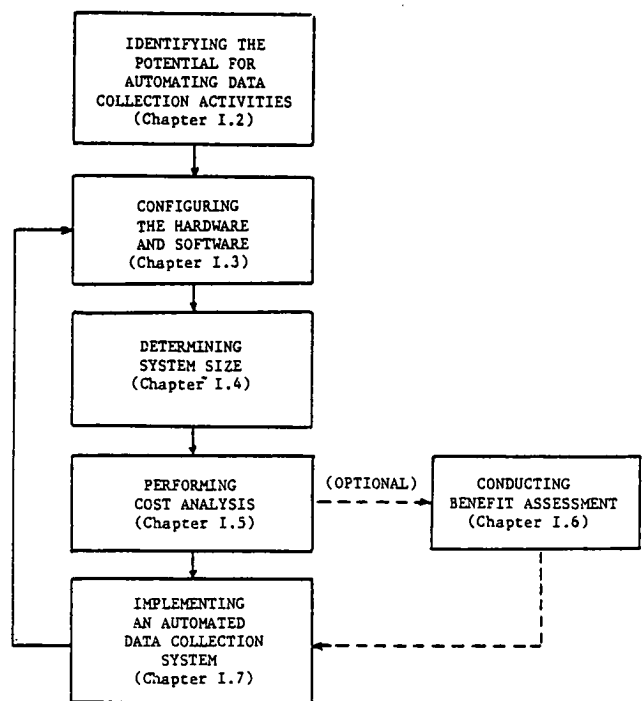 IDENTIFYING THE
POTENTIAL FOR
AUTOMATING DATA
COLLECTION ACTIVITIES
(Chapter I.2)
CONFIGURING
THE HARDWARE
AND SOFTWARE
(Chapter I.3)
DETERMINING
SYSTEM SIZE
(Chapter I.4)
PERFORMING
COST ANALYSIS
(Chapter I.5)
(OPTIONAL)
CONDUCTING
BENEFIT ASSESSMENT
(Chapter I.6)
IMPLEMENTING
AN AUTOMATED
DATA COLLECTION
SYSTEM
(Chapter I.7)